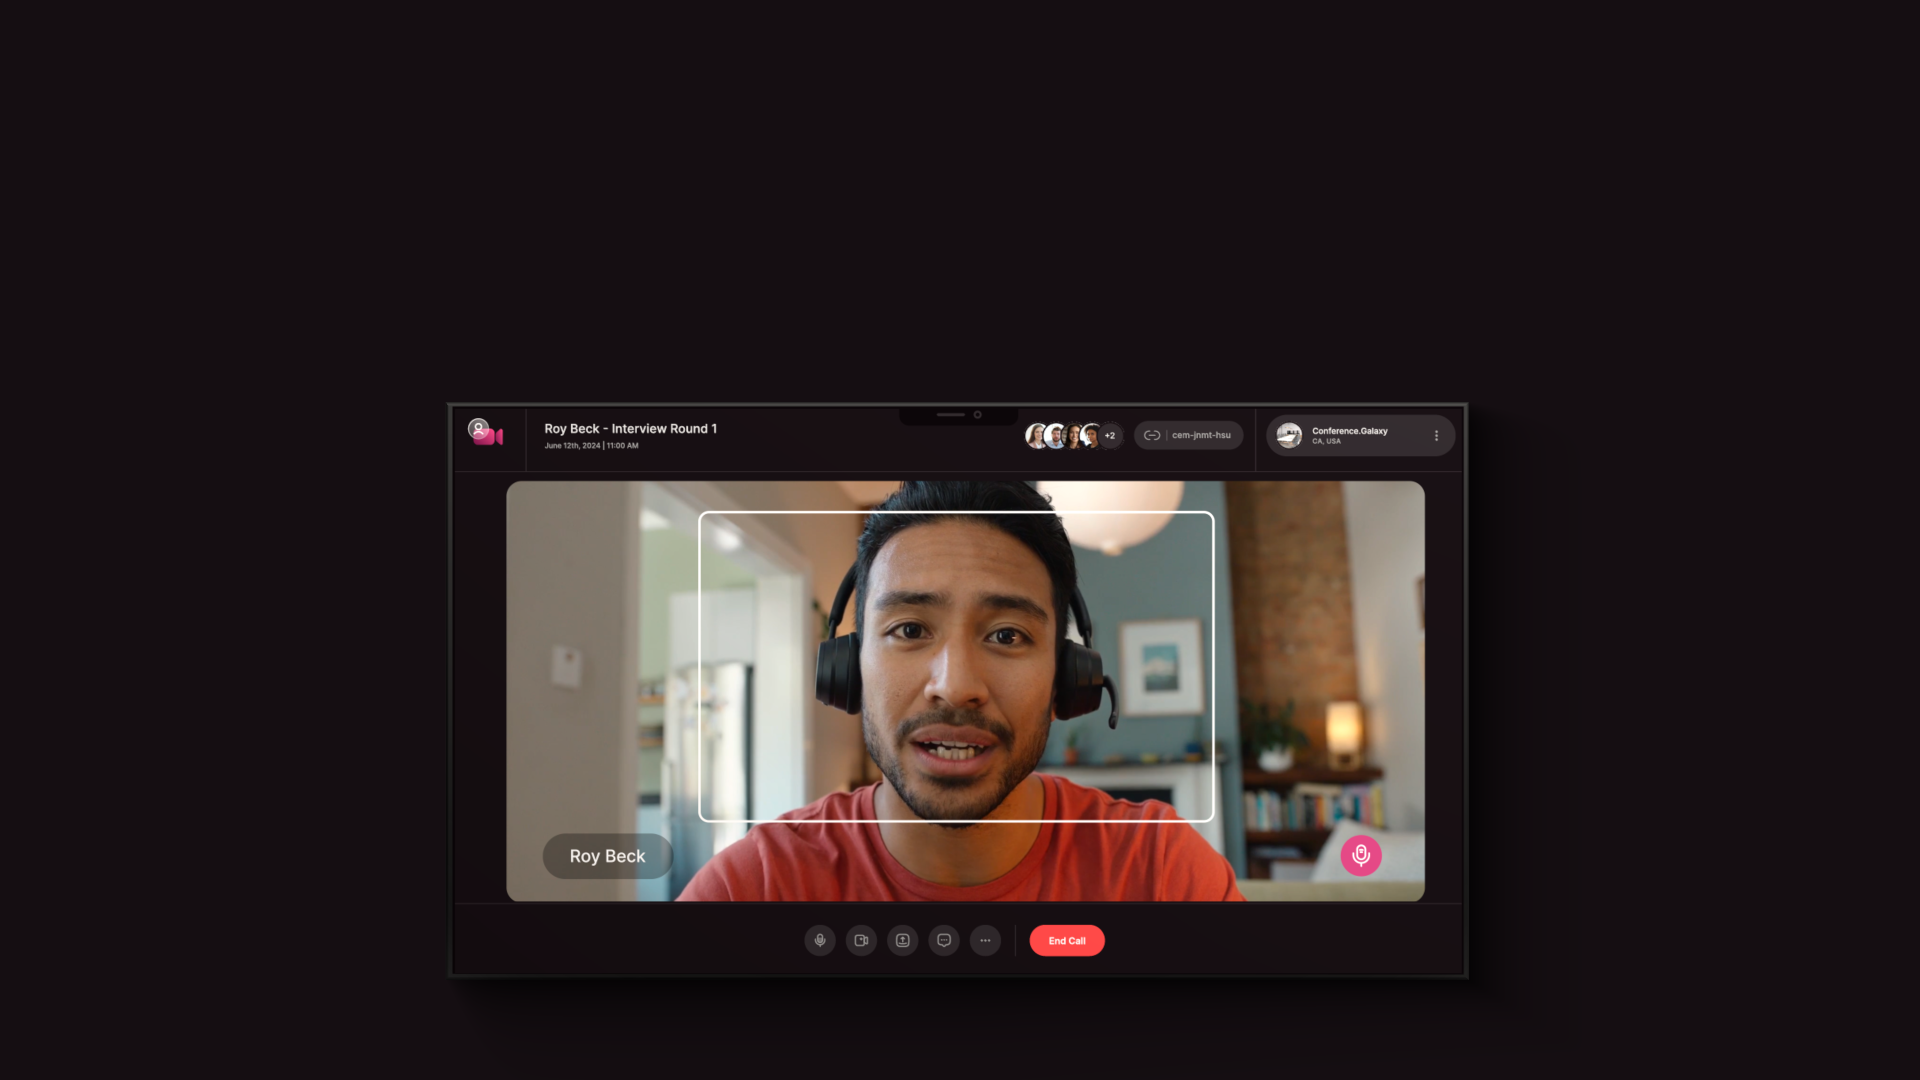 Roy Beck - Interview Round 1
June 12th, 2024 | 11:00 AM
+2
cem-jnmt-hsu
Conference.Galaxy
CA, USA
Roy Beck
End Call